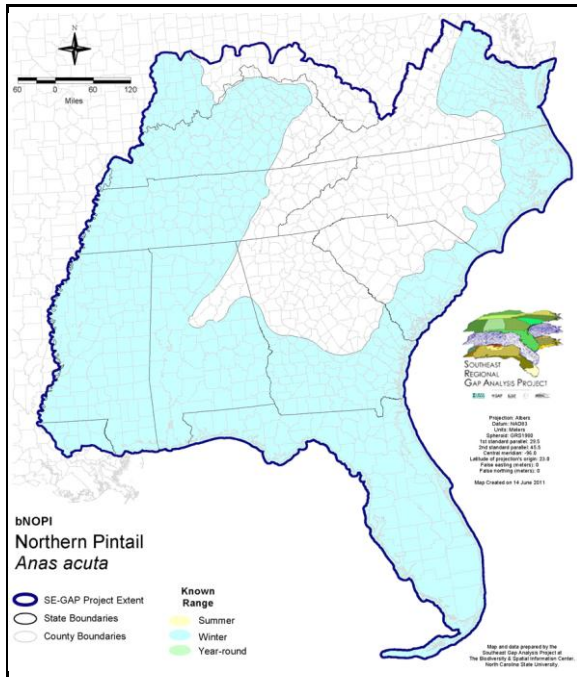 N
60 0 60 120
Miles
SOUTHEAST
REGIONAL
GAP ANALYSIS PROJECT
USGS
Projection: Albers
Datum: NAD83
Units: Meters
Spheroid: GRS1980
1st standard parallel: 29.5
2nd standard parallel: 45.5
Central meridian: -96.0
Latitude of projection's origin: 23.0
False easting (meters): 0
False northing (meters): 0
Map Created on 14 June 2011
bNOPI
Northern Pintail
Anas acuta
SE-GAP Project Extent
State Boundaries
County Boundaries
Known
Range
Summer
Winter
Year-round
Map and data prepared by the
Southeast Gap Analysis Project at
The Biodiversity & Spatial Information Center,
North Carolina State University.